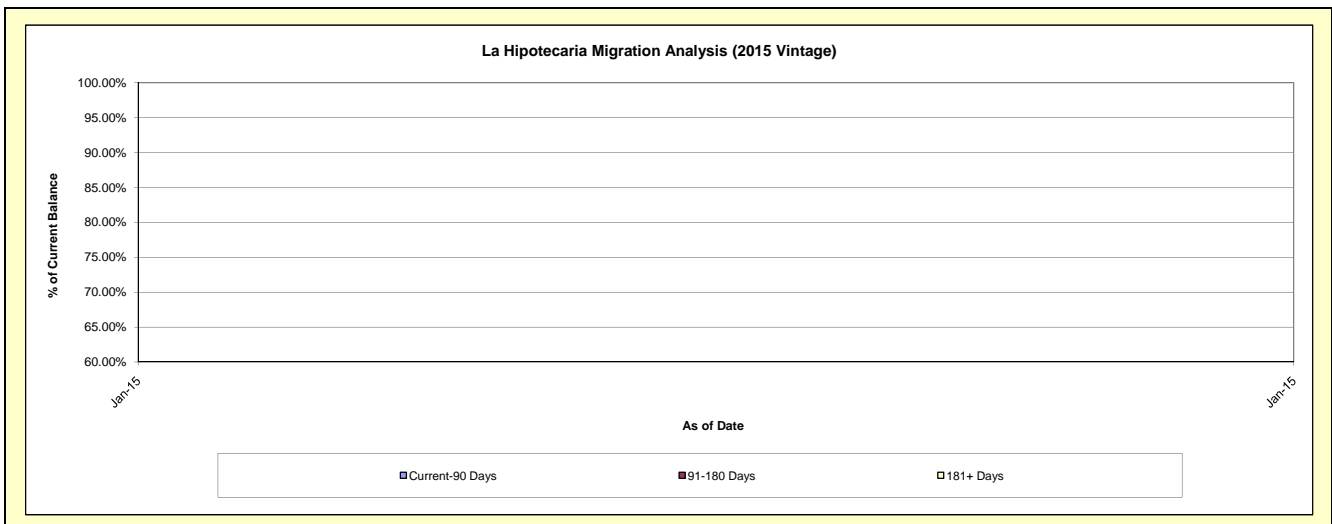 La Hipotecaria Migration Analysis (2015 Vintage)
% of Current Balance
100.00%
95.00%
90.00%
85.00%
80.00%
75.00%
70.00%
65.00%
60.00%
Jan-15 Jan-15
As of Date
Current-90 Days 91-180 Days 181+ Days